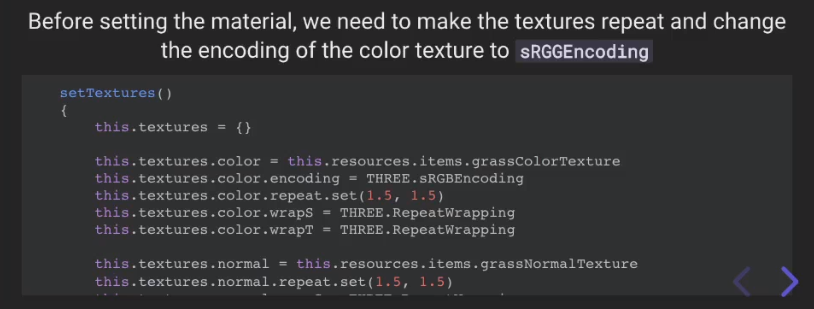 Before setting the material, we need to make the textures repeat and change
the encoding of the color texture to sRGGEncoding
setTextures()
{
this.textures = {}
this.textures.color = this.resources.items.grassColorTexture
this.textures.color.encoding = THREE.sRGBEncoding
this.textures.color.repeat.set(1.5, 1.5)
this.textures.color.wrapS = THREE.RepeatWrapping
this.textures.color.wrapT = THREE.RepeatWrapping
this.textures.normal = this.resources.items.grassNormalTexture
this.textures.normal.repeat.set(1.5, 1.5)